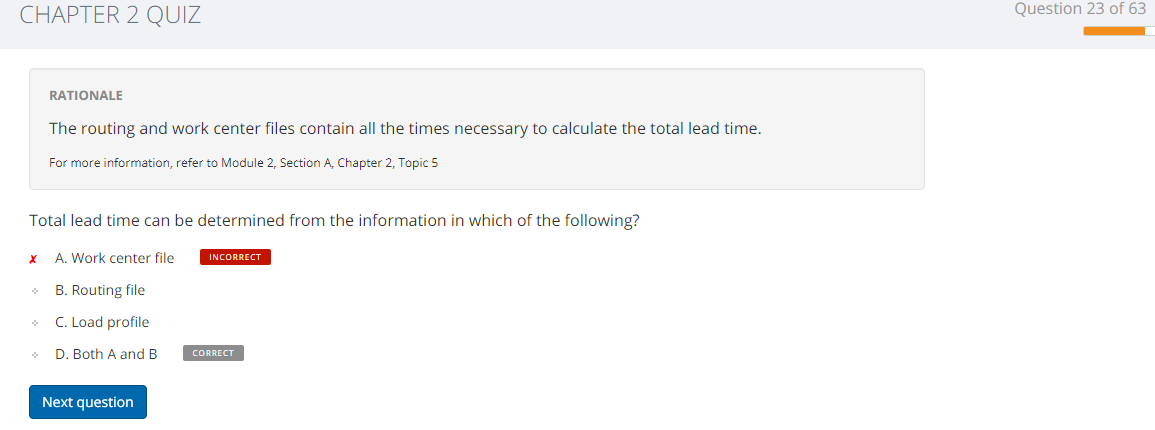 CHAPTER 2 QUIZ
Question 23 of 63
RATIONALE
The routing and work center files contain all the times necessary to calculate the total lead time.
For more information, refer to Module 2, Section A, Chapter 2, Topic 5
Total lead time can be determined from the information in which of the following?
✗ A. Work center file INCORRECT
B. Routing file
C. Load profile
D. Both A and B CORRECT
Next question